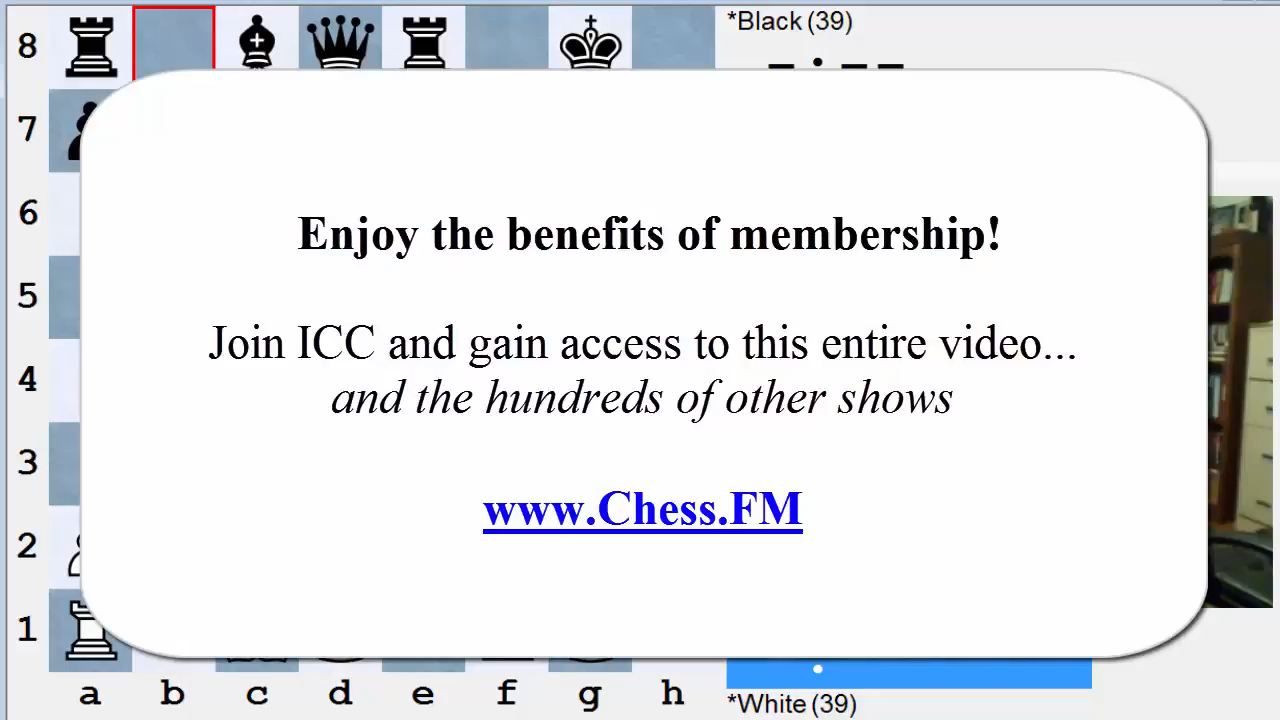 8
*Black (39)
7
6
Enjoy the benefits of membership!
5
Join ICC and gain access to this entire video...
4
and the hundreds of other shows
3
www.Chess.FM
2
1
a b c d e f g h
*White (39)